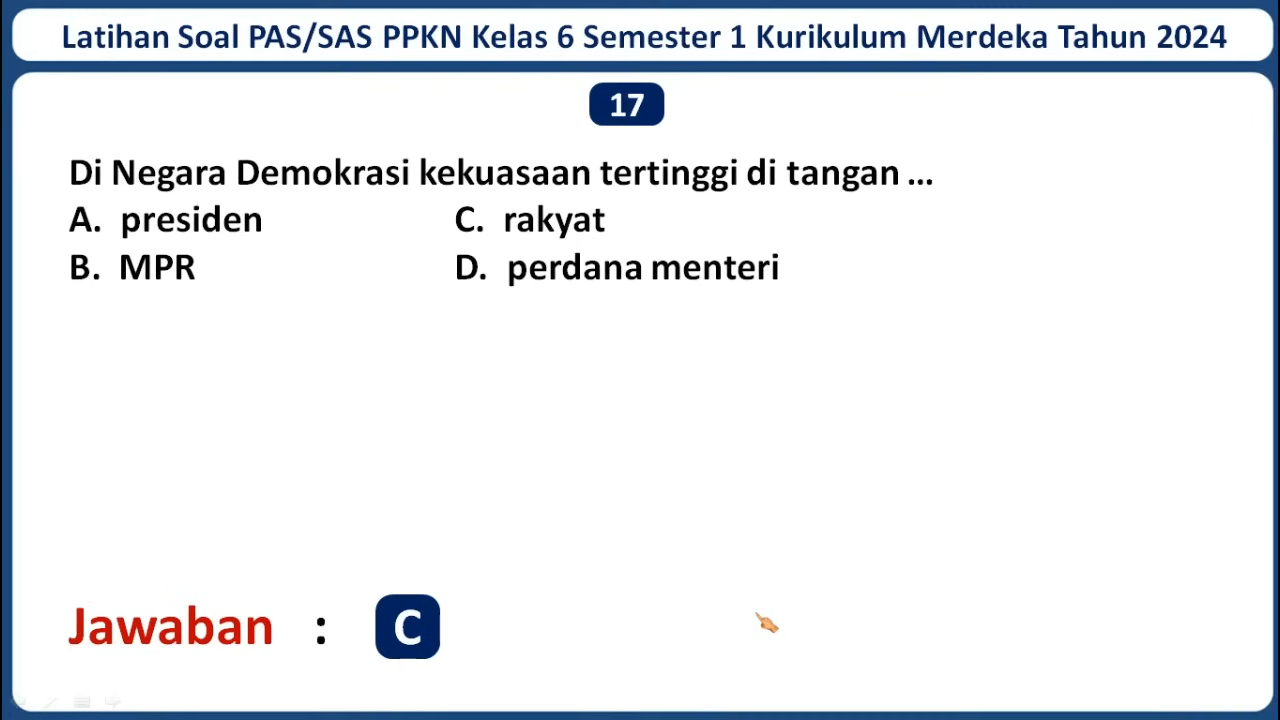 Latihan Soal PAS/SAS PPKN Kelas 6 Semester 1 Kurikulum Merdeka Tahun 2024
17
Di Negara Demokrasi kekuasaan tertinggi di tangan ...
A. presiden C. rakyat
B. MPR D. perdana menteri
Jawaban : C